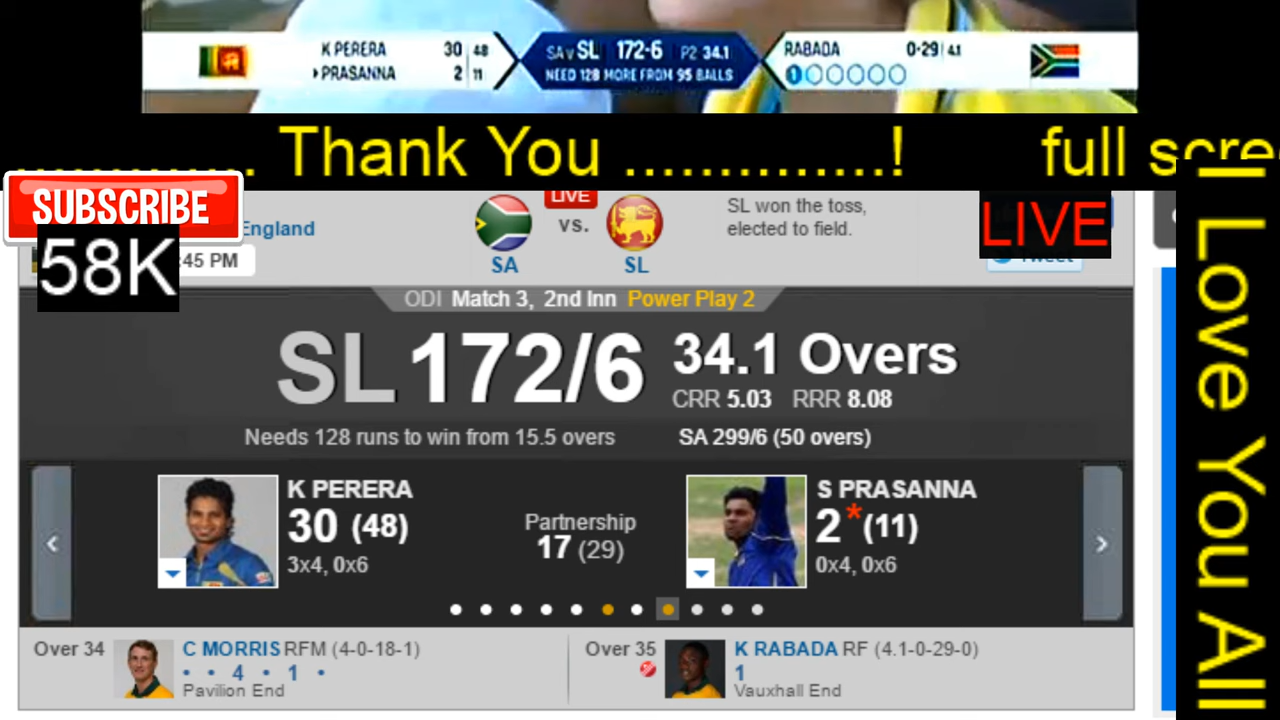 K PERERA 30 48
PRASANNA 2 11
SA v SL 172-6 P2 34.1
NEED 128 MORE FROM 95 BALLS
RABADA 0-29 4.1
1
............. Thank You ...............! full scre
SUBSCRIBE
58K
England
:45 PM
LIVE
vs.
SA SL
SL won the toss,
elected to field.
LIVE
Tweet
ODI Match 3, 2nd Inn Power Play 2
SL 172/6
34.1 Overs
CRR 5.03 RRR 8.08
Needs 128 runs to win from 15.5 overs
SA 299/6 (50 overs)
K PERERA
30 (48)
3x4, 0x6
Partnership
17 (29)
S PRASANNA
2* (11)
0x4, 0x6
Over 34
C MORRIS RFM (4-0-18-1)
• • 4 • 1 •
Pavilion End
Over 35
K RABADA RF (4.1-0-29-0)
1
Vauxhall End
I Love You All